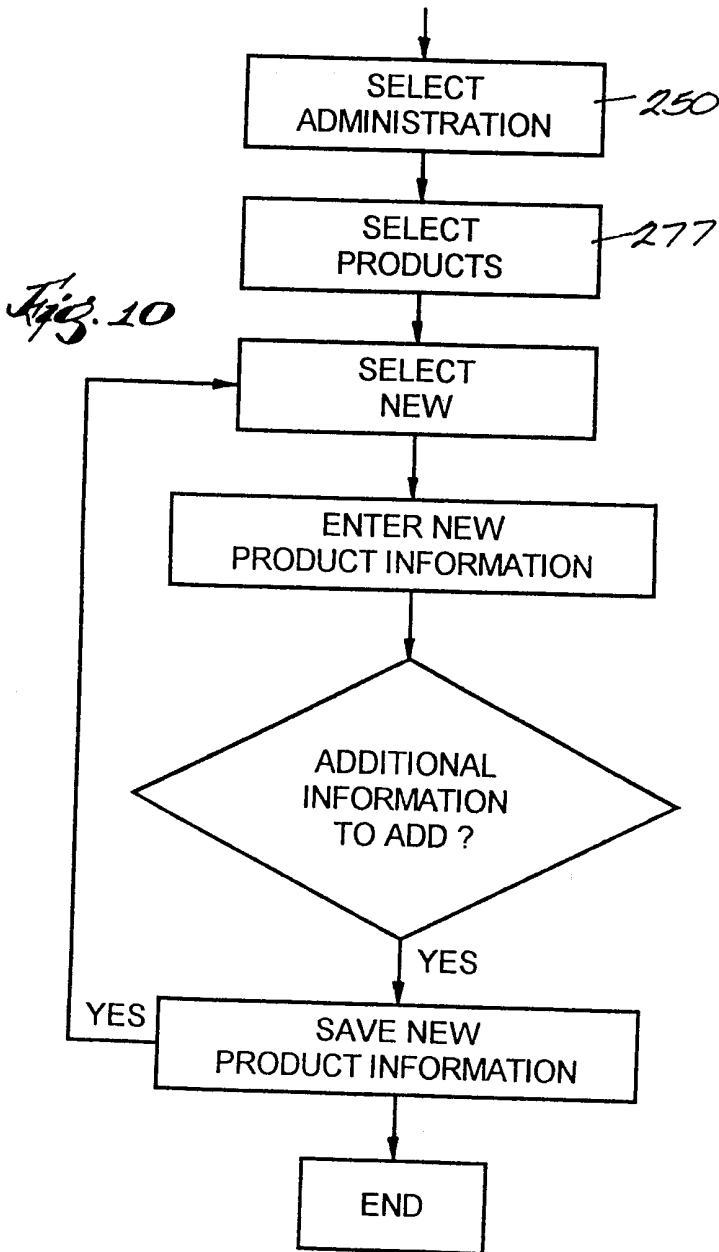 SELECT
ADMINISTRATION
250
SELECT
PRODUCTS
277
Fig. 10
SELECT
NEW
ENTER NEW
PRODUCT INFORMATION
ADDITIONAL
INFORMATION
TO ADD ?
YES
YES
SAVE NEW
PRODUCT INFORMATION
END